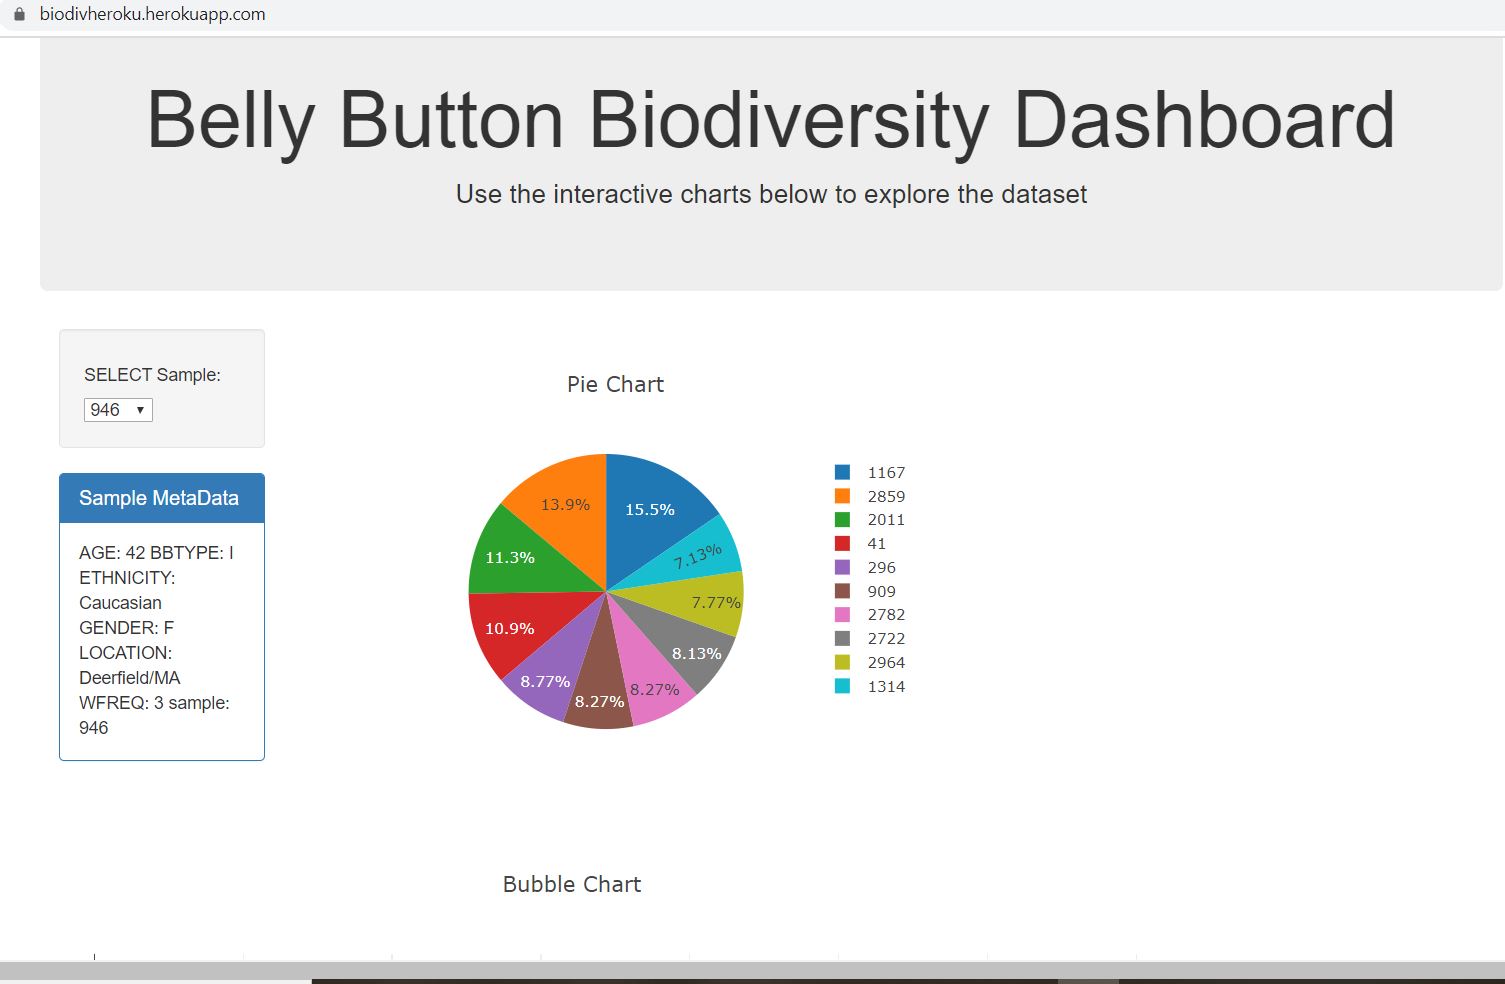 biodivheroku.herokuapp.com
Belly Button Biodiversity Dashboard
Use the interactive charts below to explore the dataset
SELECT Sample:
946
Sample MetaData
AGE: 42 BBTYPE: I
ETHNICITY:
Caucasian
GENDER: F
LOCATION:
Deerfield/MA
WFREQ: 3 sample:
946
Pie Chart
13.9%
15.5%
11.3%
7.13%
7.77%
10.9%
8.13%
8.77%
8.27%
8.27%
1167
2859
2011
41
296
909
2782
2722
2964
1314
Bubble Chart